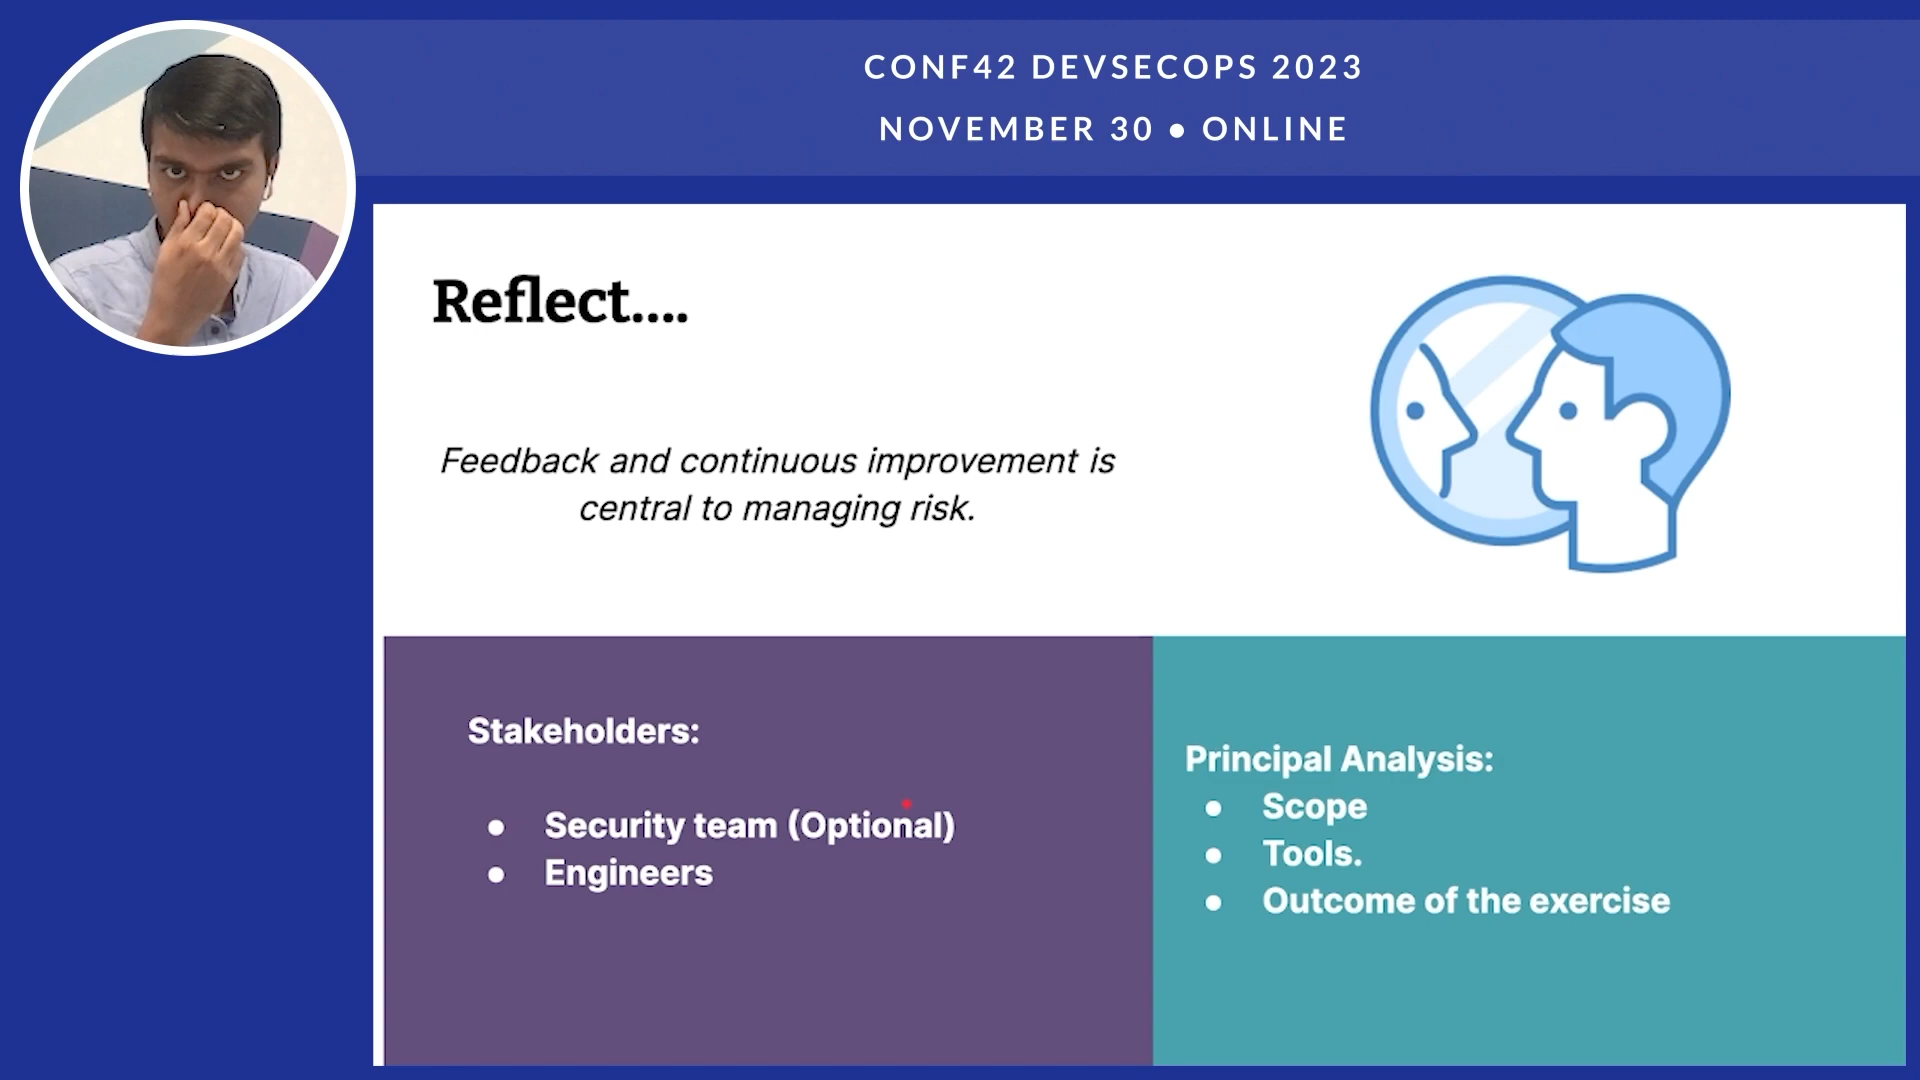 CONF42 DEVSECOPS 2023
NOVEMBER 30 ● ONLINE
Reflect....
Feedback and continuous improvement is
central to managing risk.
Stakeholders:
● Security team (Optional)
● Engineers
Principal Analysis:
● Scope
● Tools.
● Outcome of the exercise